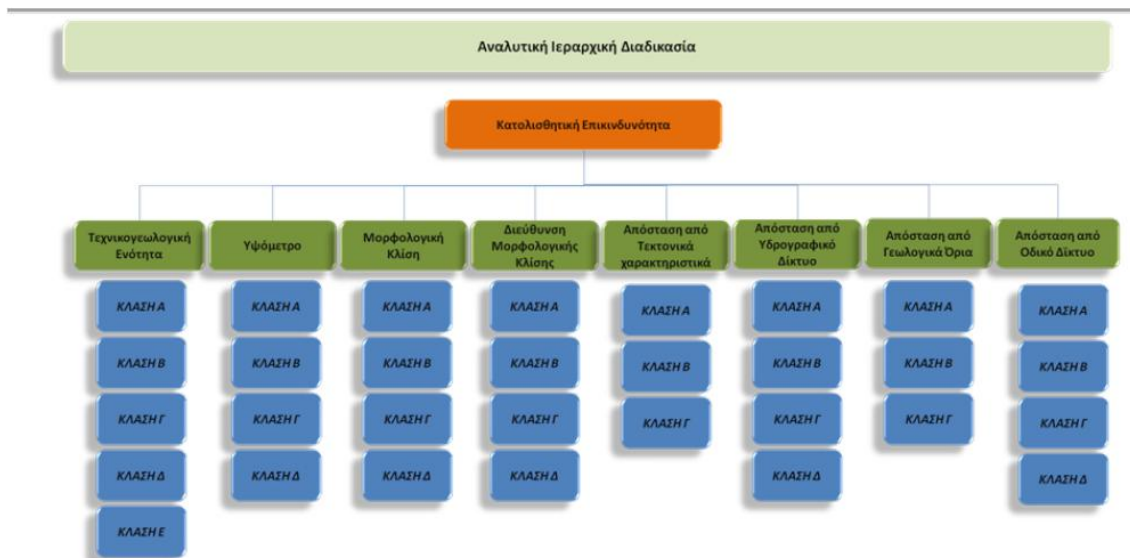 Αναλυτική Ιεραρχική Διαδικασία
Κατολισθητική Επικινδυνότητα
Τεχνικογεωλογική
Ενότητα
Υψόμετρο
Μορφολογική
Κλίση
Διεύθυνση
Μορφολογικής
Κλίσης
Απόσταση από
Τεκτονικά
χαρακτηριστικά
Απόσταση από
Υδρογραφικό
Δίκτυο
Απόσταση από
Γεωλογικά Όρια
Απόσταση από
Οδικό Δίκτυο
ΚΛΑΣΗ Α
ΚΛΑΣΗ Β
ΚΛΑΣΗ Γ
ΚΛΑΣΗ Δ
ΚΛΑΣΗ Ε
ΚΛΑΣΗ Α
ΚΛΑΣΗ Β
ΚΛΑΣΗ Γ
ΚΛΑΣΗ Δ
ΚΛΑΣΗ Α
ΚΛΑΣΗ Β
ΚΛΑΣΗ Γ
ΚΛΑΣΗ Δ
ΚΛΑΣΗ Α
ΚΛΑΣΗ Β
ΚΛΑΣΗ Γ
ΚΛΑΣΗ Δ
ΚΛΑΣΗ Α
ΚΛΑΣΗ Β
ΚΛΑΣΗ Γ
ΚΛΑΣΗ Α
ΚΛΑΣΗ Β
ΚΛΑΣΗ Γ
ΚΛΑΣΗ Δ
ΚΛΑΣΗ Α
ΚΛΑΣΗ Β
ΚΛΑΣΗ Γ
ΚΛΑΣΗ Α
ΚΛΑΣΗ Β
ΚΛΑΣΗ Γ
ΚΛΑΣΗ Δ